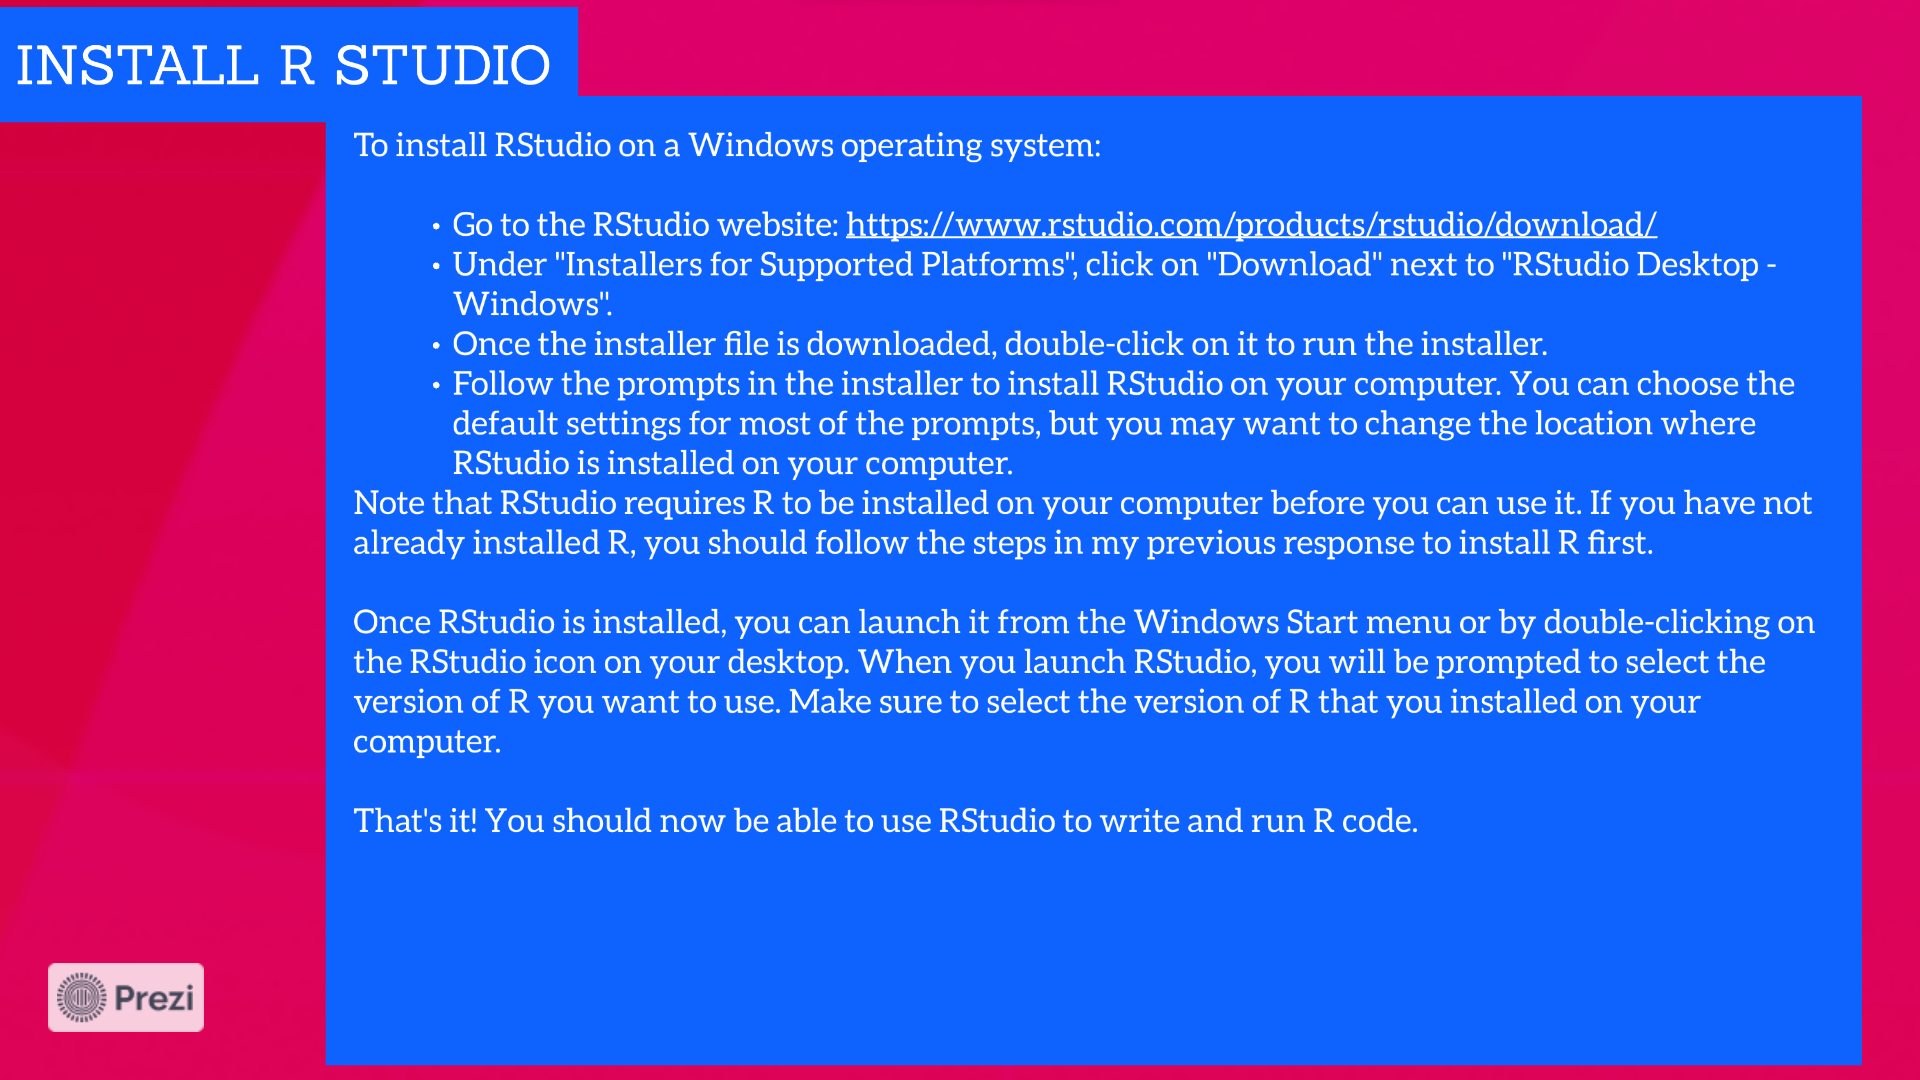 INSTALL R STUDIO
To install RStudio on a Windows operating system:
• Go to the RStudio website: https://www.rstudio.com/products/rstudio/download/
• Under "Installers for Supported Platforms", click on "Download" next to "RStudio Desktop -
Windows".
• Once the installer file is downloaded, double-click on it to run the installer.
• Follow the prompts in the installer to install RStudio on your computer. You can choose the
default settings for most of the prompts, but you may want to change the location where
RStudio is installed on your computer.
Note that RStudio requires R to be installed on your computer before you can use it. If you have not
already installed R, you should follow the steps in my previous response to install R first.
Once RStudio is installed, you can launch it from the Windows Start menu or by double-clicking on
the RStudio icon on your desktop. When you launch RStudio, you will be prompted to select the
version of R you want to use. Make sure to select the version of R that you installed on your
computer.
That's it! You should now be able to use RStudio to write and run R code.
Prezi